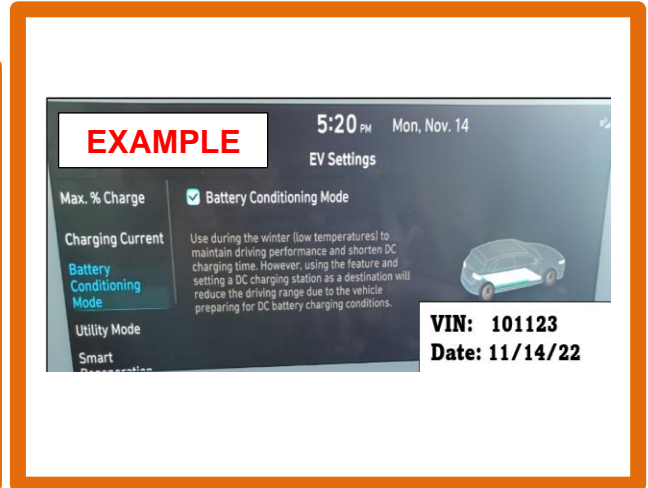 EXAMPLE
5:20 PM Mon, Nov. 14
EV Settings
Max. % Charge
Charging Current
Battery
Conditioning
Mode
Utility Mode
Smart
Regeneration
Battery Conditioning Mode
Use during the winter (low temperatures) to
maintain driving performance and shorten DC
charging time. However, using the feature and
setting a DC charging station as a destination will
reduce the driving range due to the vehicle
preparing for DC battery charging conditions.
VIN: 101123
Date: 11/14/22